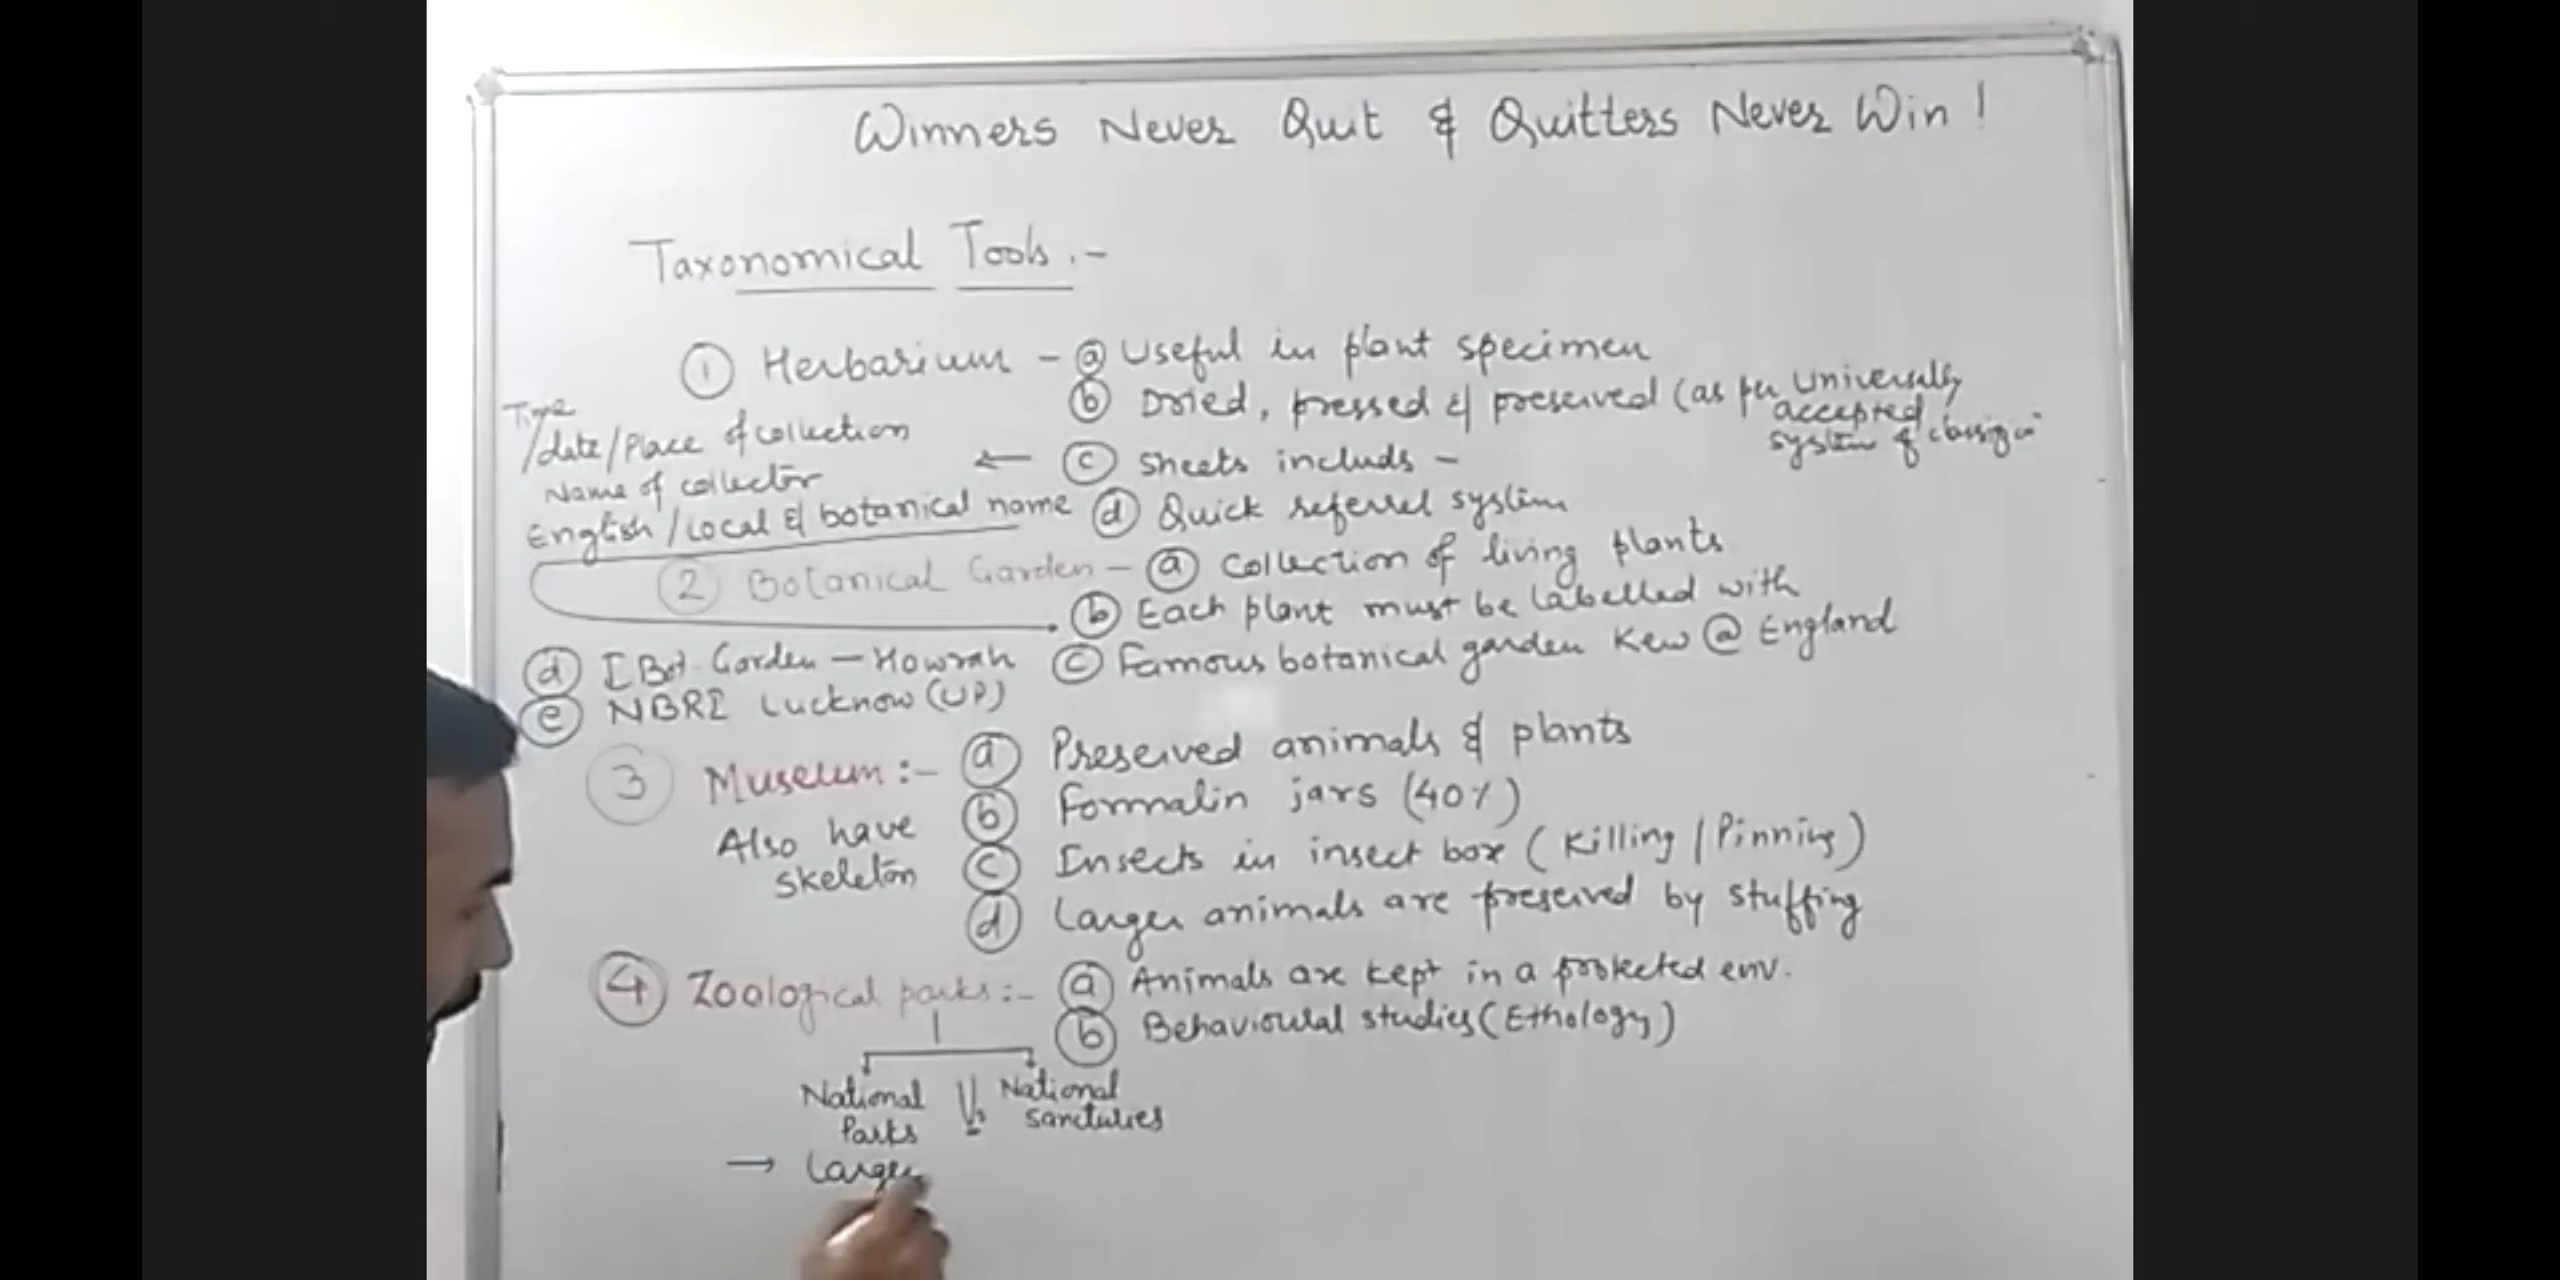 Winners Never Quit & Quitters Never Win !
Taxonomical Tools :-
① Herbarium - ⓐ Useful in plant specimen
ⓑ Dried, pressed & preserved (as per universally
accepted
system of
Time
/date/Place of collection
Name of collector
English/Local & botanical name
← ⓒ Sheets includs -
ⓓ Quick referrel system
② Botanical Garden - ⓐ Collection of living plants
ⓑ Each plant must be labelled with
ⓒ Famous botanical garden Kew @ England
ⓓ I Bot. Garden - Howrah
ⓔ NBRI Lucknow (UP)
③ Museum :- ⓐ Preserved animals & plants
ⓑ Formalin jars (40%)
Also have
skeleton
ⓒ Insects in insect box (Killing / Pinning)
ⓓ Larger animals are preserved by stuffing
④ Zoological parks :- ⓐ Animals are kept in a protected env.
ⓑ Behavioural studies (Ethology)
National
Parks
Vs
National
sanctuies
→ Larger